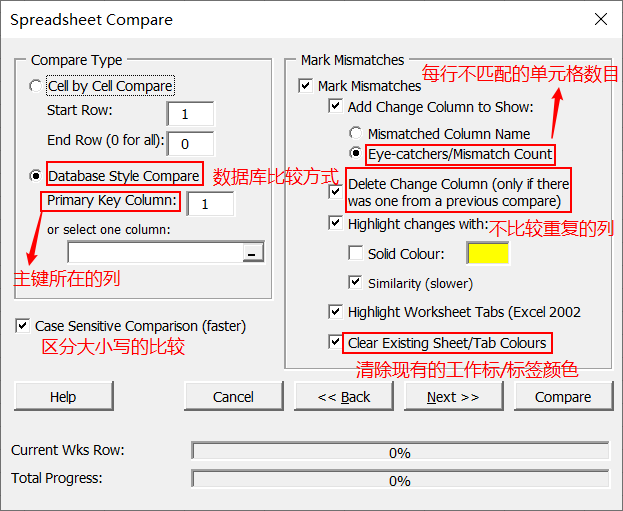 Spreadsheet Compare
Compare Type
Cell by Cell Compare
Start Row: 1
End Row (0 for all): 0
Database Style Compare
数据库比较方式
Primary Key Column: 1
or select one column:
主键所在的列
Case Sensitive Comparison (faster)
区分大小写的比较
Mark Mismatches
Mark Mismatches
每行不匹配的单元格数目
Add Change Column to Show:
Mismatched Column Name
Eye-catchers/Mismatch Count
Delete Change Column (only if there
was one from a previous compare)
Highlight changes with:
不比较重复的列
Solid Colour:
Similarity (slower)
Highlight Worksheet Tabs (Excel 2002
Clear Existing Sheet/Tab Colours
清除现有的工作标/标签颜色
Help
Cancel
<< Back
Next >>
Compare
Current Wks Row:
0%
Total Progress:
0%